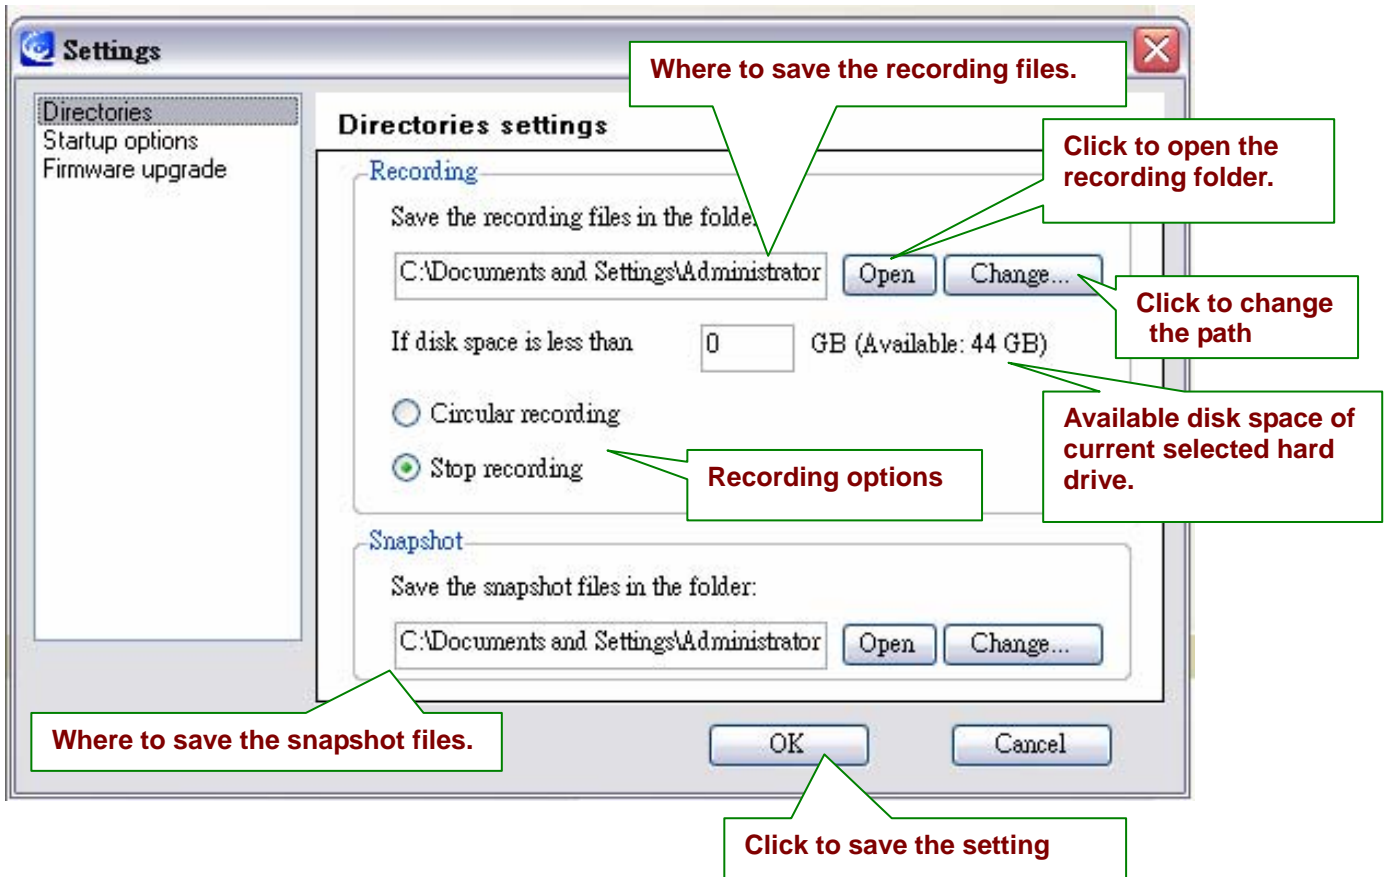 Settings
Where to save the recording files.
Directories
Startup options
Firmware upgrade
Directories settings
Click to open the
recording folder.
Recording
Save the recording files in the folde
C:\Documents and Settings\Administrator
Open
Change...
Click to change
the path
If disk space is less than
0
GB (Available: 44 GB)
Available disk space of
current selected hard
drive.
Circular recording
Stop recording
Recording options
Snapshot
Save the snapshot files in the folder:
C:\Documents and Settings\Administrator
Open
Change...
Where to save the snapshot files.
OK
Cancel
Click to save the setting